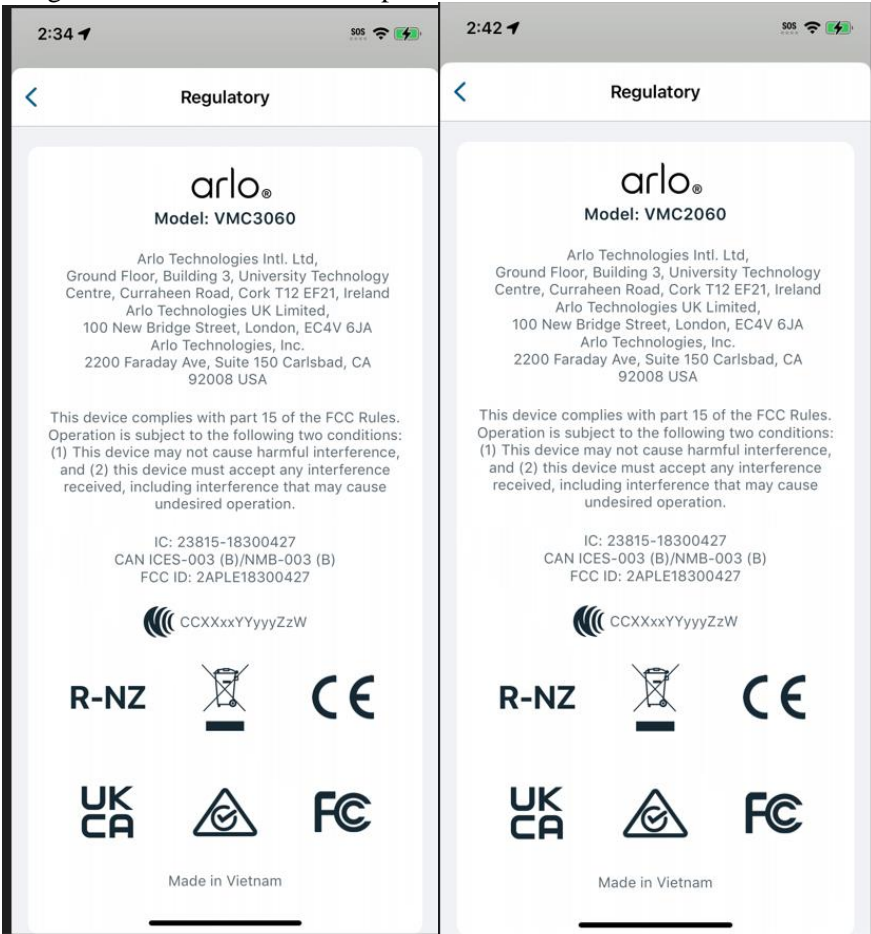 2:34
SOS
Regulatory
arlo®
Model: VMC3060
Arlo Technologies Intl. Ltd,
Ground Floor, Building 3, University Technology
Centre, Curraheen Road, Cork T12 EF21, Ireland
Arlo Technologies UK Limited,
100 New Bridge Street, London, EC4V 6JA
Arlo Technologies, Inc.
2200 Faraday Ave, Suite 150 Carlsbad, CA
92008 USA
This device complies with part 15 of the FCC Rules.
Operation is subject to the following two conditions:
(1) This device may not cause harmful interference,
and (2) this device must accept any interference
received, including interference that may cause
undesired operation.
IC: 23815-18300427
CAN ICES-003 (B)/NMB-003 (B)
FCC ID: 2APLE18300427
CCXXxxYYyyyZzW
R-NZ
CE
UK
CA
FC
Made in Vietnam
2:42
SOS
Regulatory
arlo®
Model: VMC2060
Arlo Technologies Intl. Ltd,
Ground Floor, Building 3, University Technology
Centre, Curraheen Road, Cork T12 EF21, Ireland
Arlo Technologies UK Limited,
100 New Bridge Street, London, EC4V 6JA
Arlo Technologies, Inc.
2200 Faraday Ave, Suite 150 Carlsbad, CA
92008 USA
This device complies with part 15 of the FCC Rules.
Operation is subject to the following two conditions:
(1) This device may not cause harmful interference,
and (2) this device must accept any interference
received, including interference that may cause
undesired operation.
IC: 23815-18300427
CAN ICES-003 (B)/NMB-003 (B)
FCC ID: 2APLE18300427
CCXXxxYYyyyZzW
R-NZ
CE
UK
CA
FC
Made in Vietnam